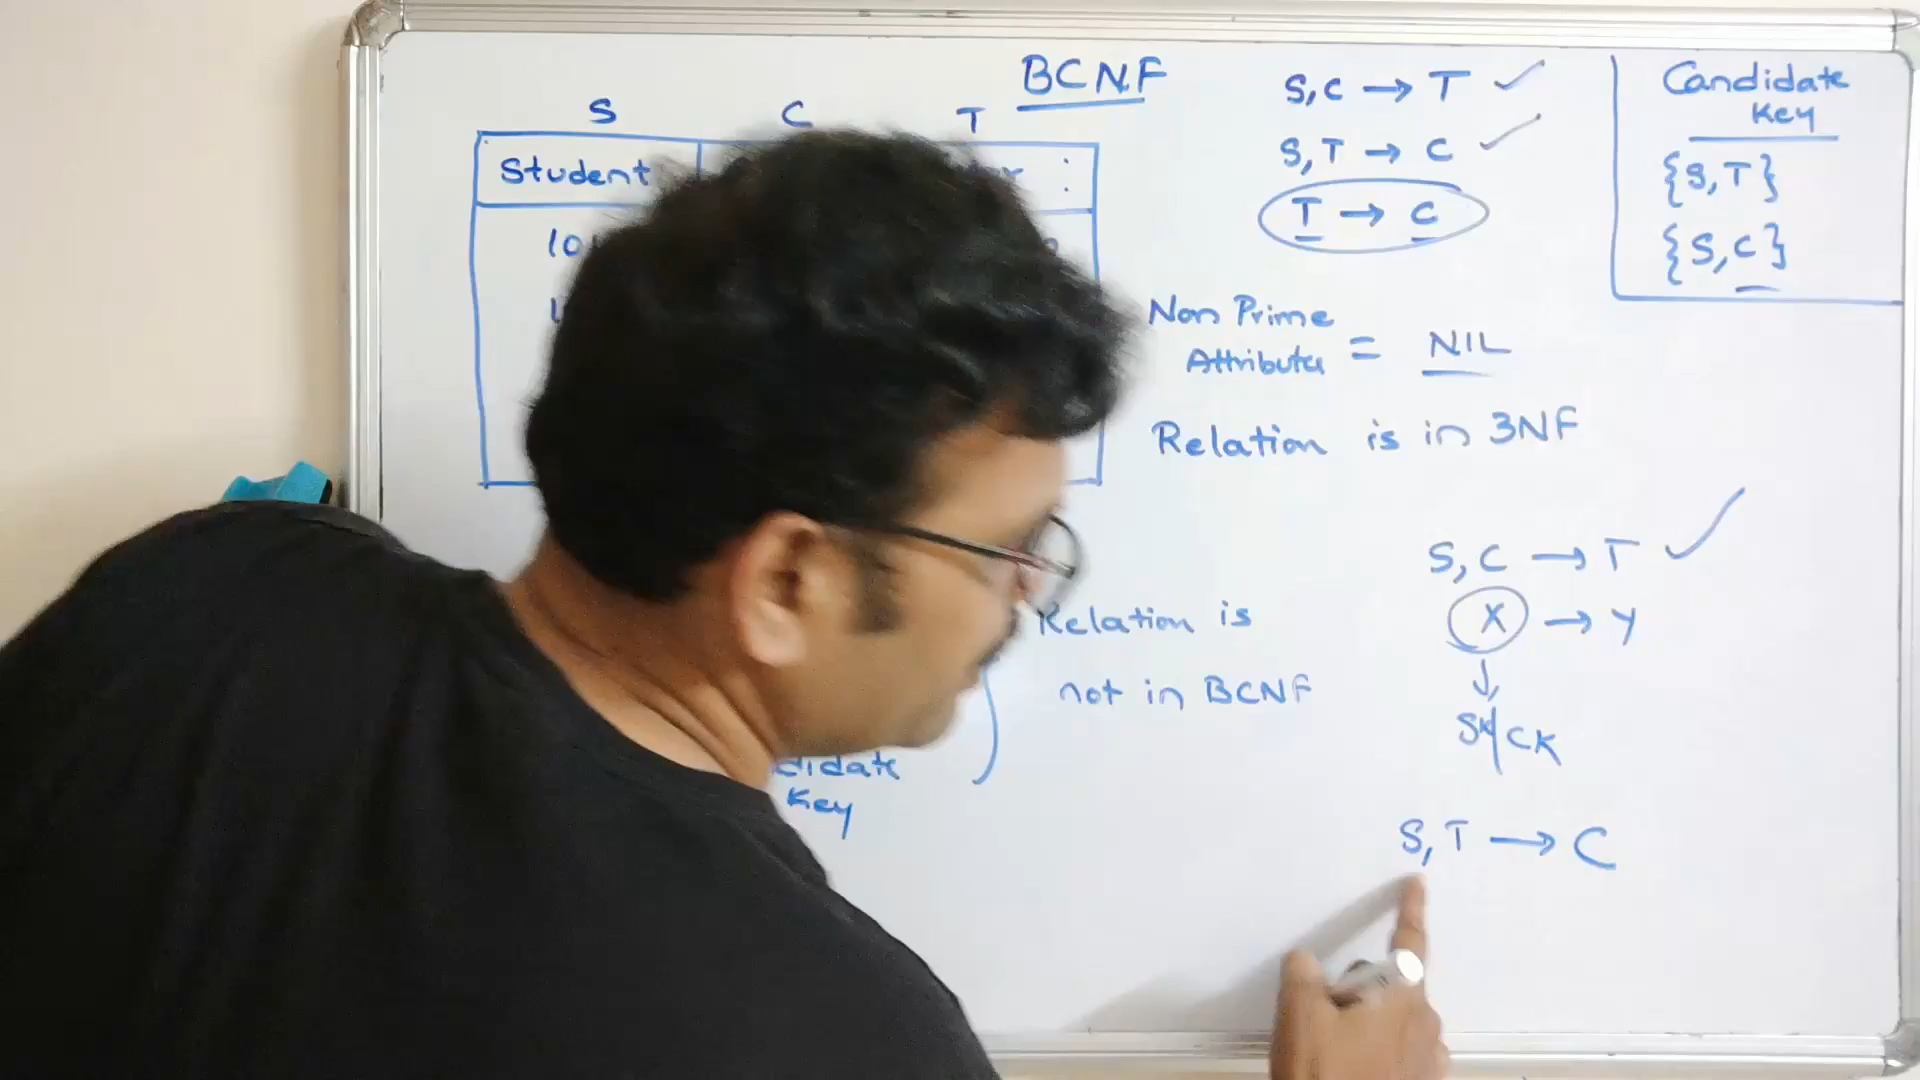 BCNF
S C T
Student
S,C → T ✓
S,T → C ✓
T → C
Candidate
Key
{S,T}
{S,C}
Non Prime
Attributes = NIL
Relation is in 3NF
Relation is
not in BCNF
Key
S,C → T ✓
X → Y
↓
SK/CK
S,T → C